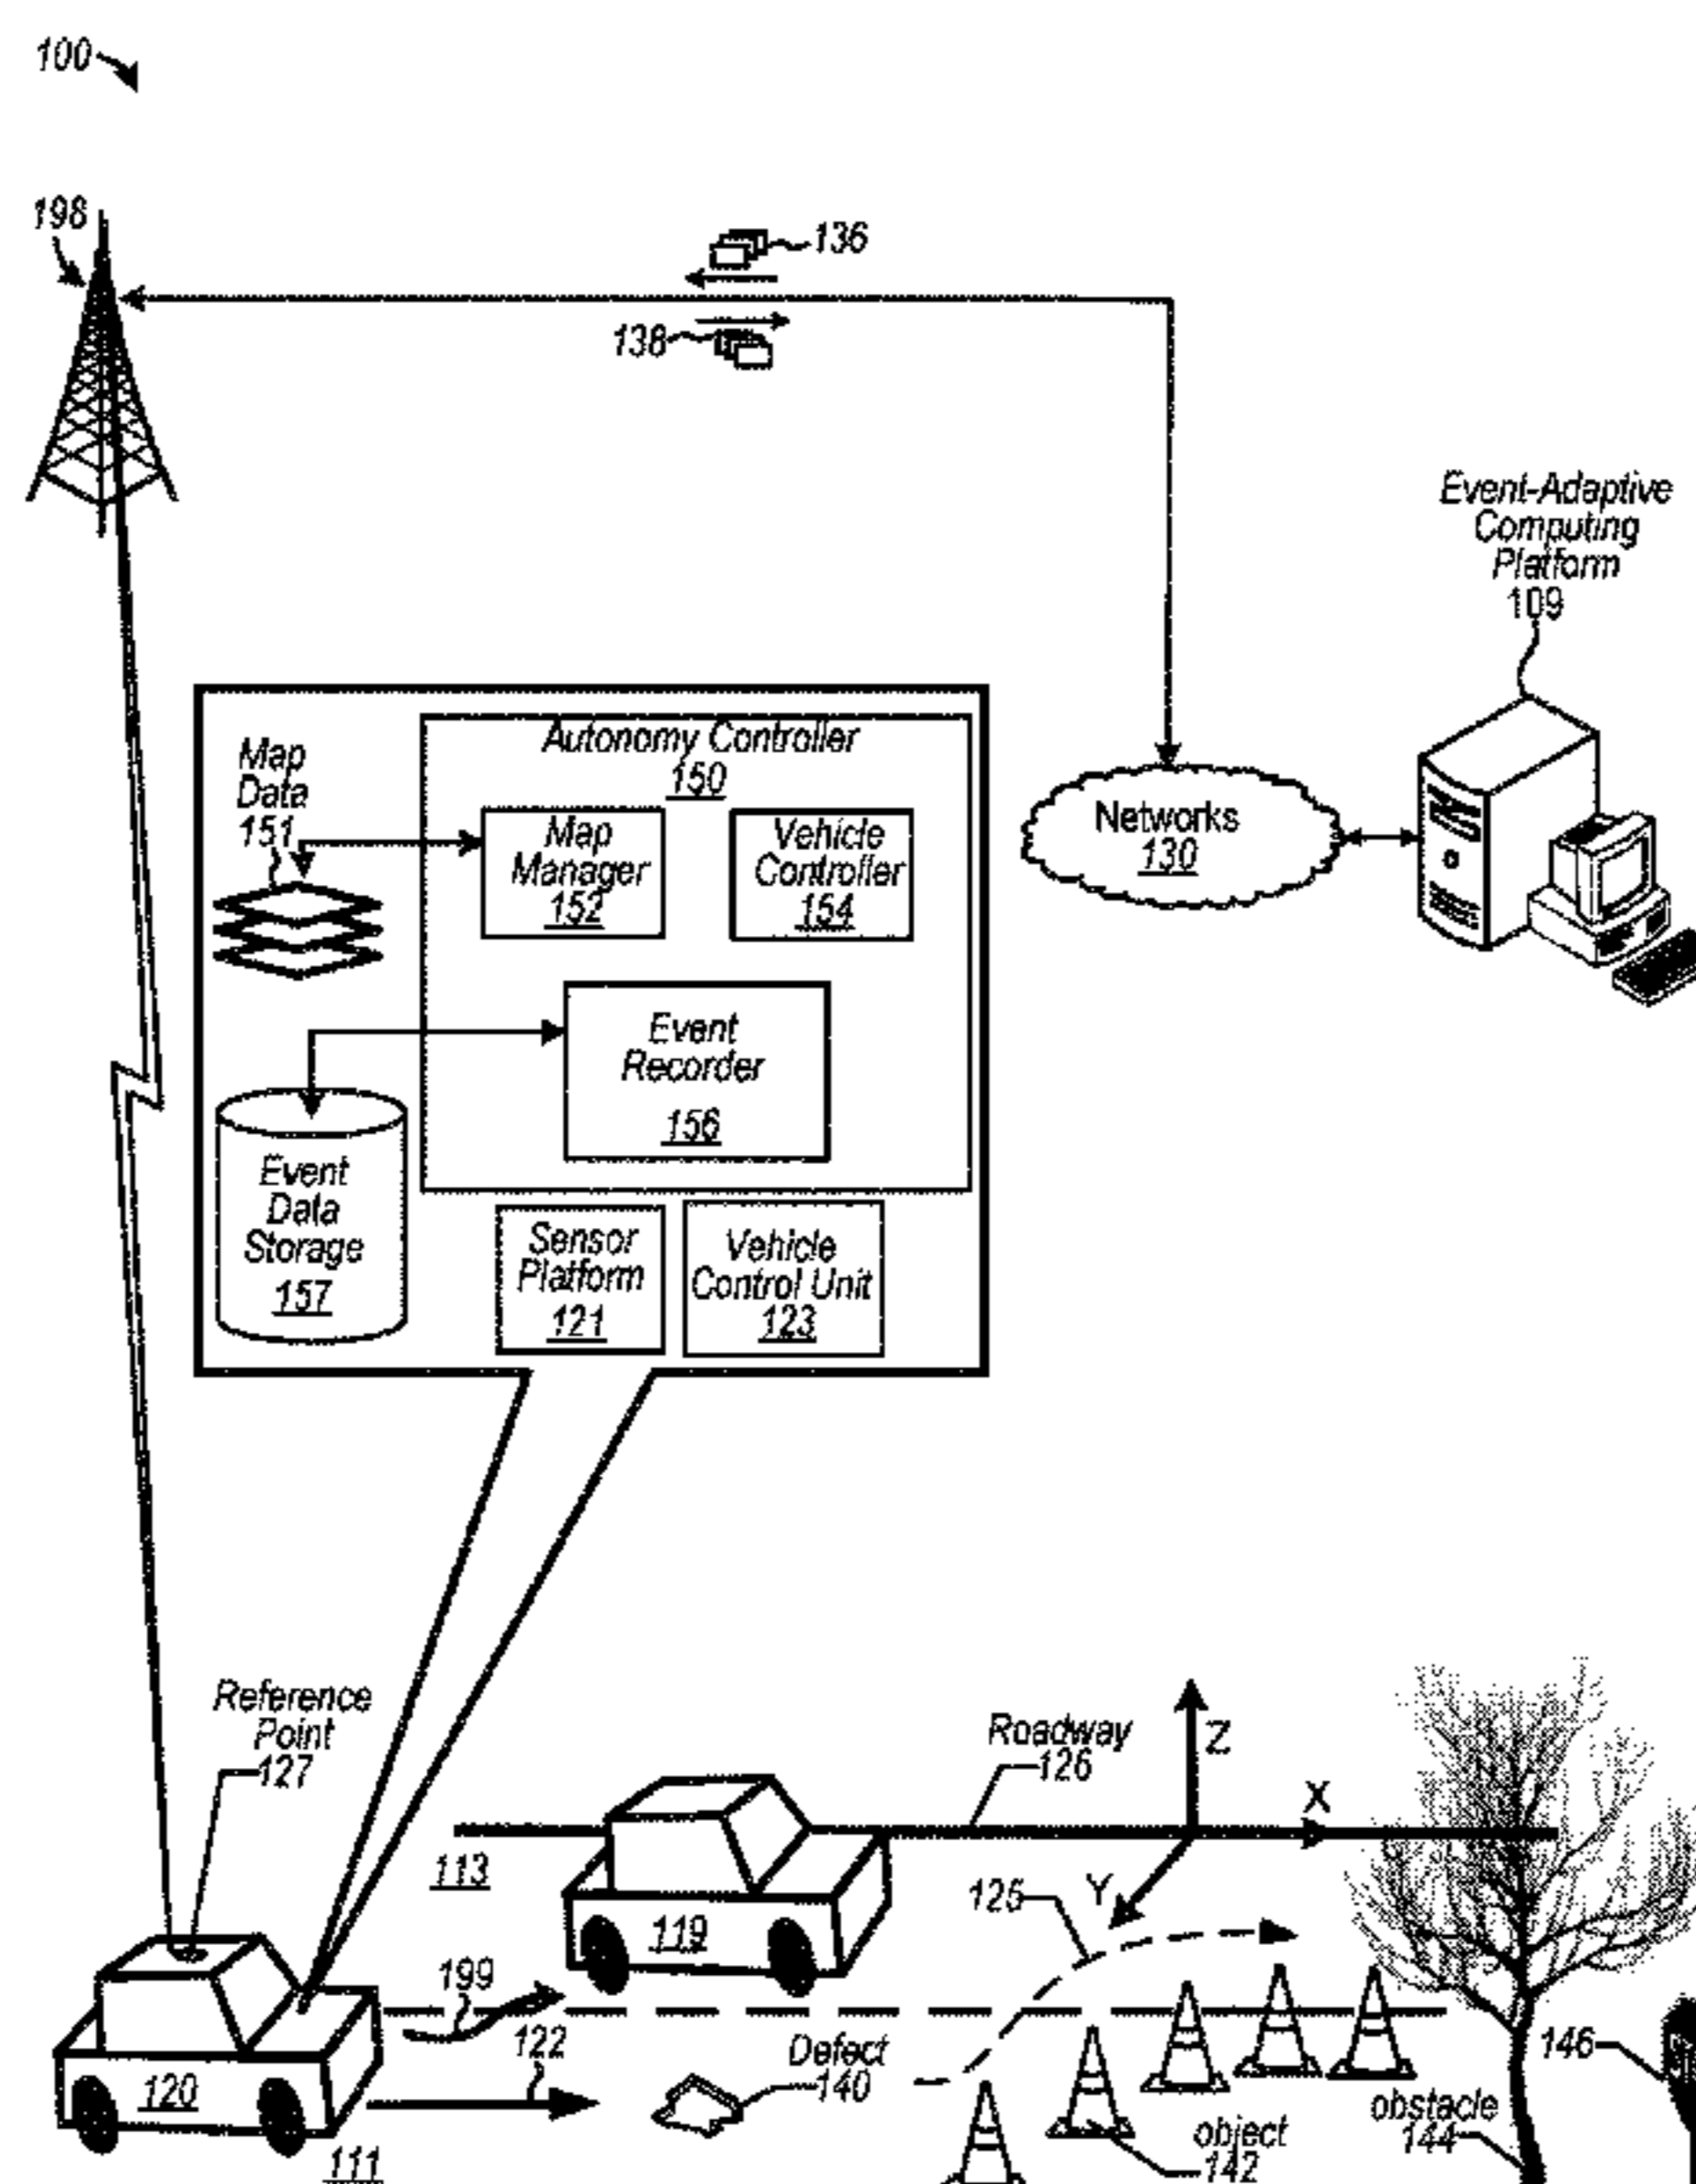 100
198
136
138
Event-Adaptive
Computing
Platform
109
Autonomy Controller
150
Map
Data
151
Map
Manager
152
Vehicle
Controller
154
Networks
130
Event
Recorder
156
Event
Data
Storage
157
Sensor
Platform
121
Vehicle
Control Unit
123
Reference
Point
127
Roadway
126
Z
X
Y
113
119
125
199
122
Defect
140
120
111
object
142
obstacle
144
146